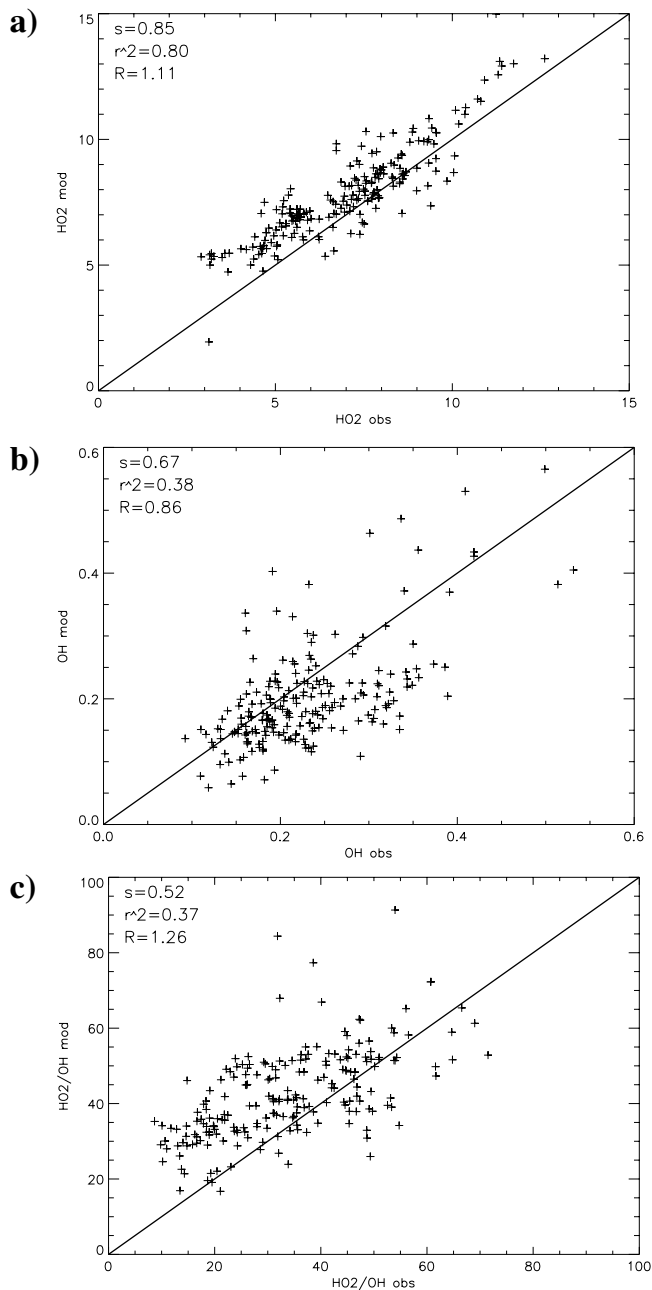 a)
15
s=0.85
r^2=0.80
R=1.11
10
HO2 mod
5
0
0 5 10 15
HO2 obs
b)
0.6
s=0.67
r^2=0.38
R=0.86
0.4
OH mod
0.2
0.0
0.0 0.2 0.4 0.6
OH obs
c)
100
s=0.52
r^2=0.37
R=1.26
80
60
HO2/OH mod
40
20
0
0 20 40 60 80 100
HO2/OH obs